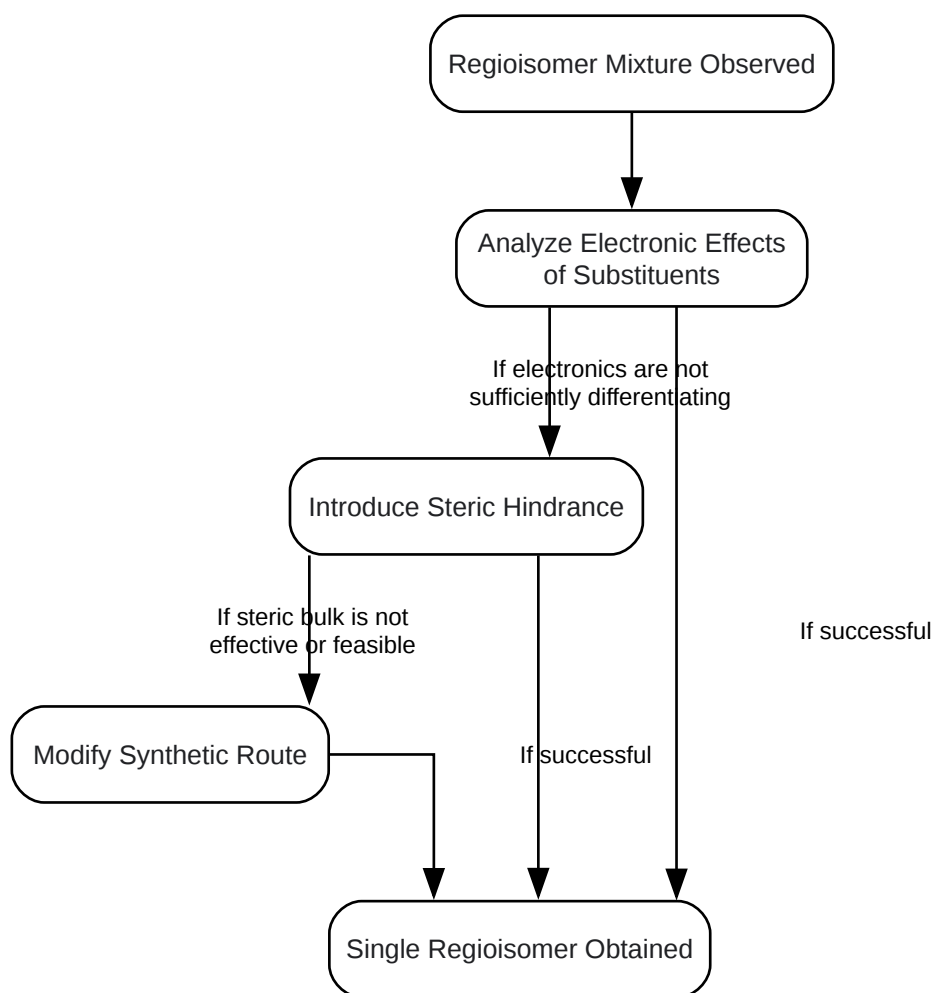 Regioisomer Mixture Observed
Analyze Electronic Effects
of Substituents
If electronics are not
sufficiently differentiating
Introduce Steric Hindrance
If steric bulk is not
effective or feasible
If successful
Modify Synthetic Route
If successful
Single Regioisomer Obtained